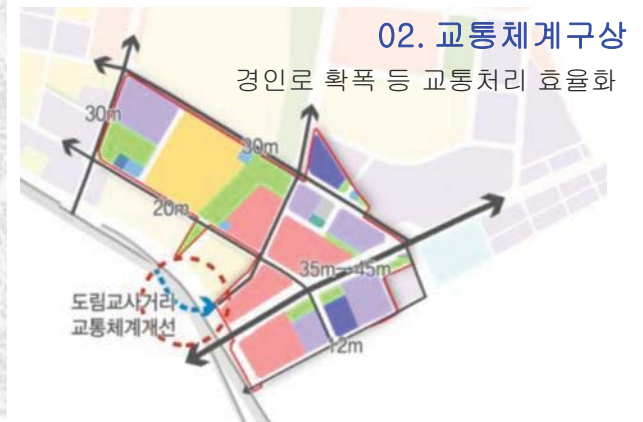 02. 교통체계구상
경인로 확폭 등 교통처리 효율화
30m
30m
20m
35m→45m
도림교사거리
교통체계개선
12m